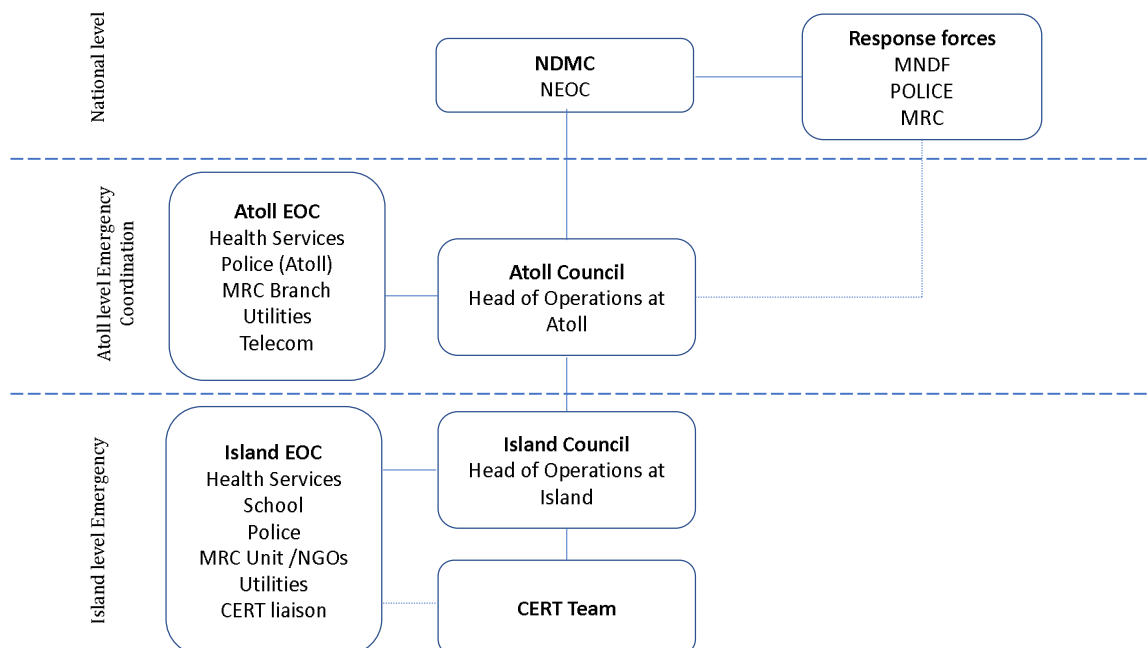 National level
NDMC
NEOC
Response forces
MNDF
POLICE
MRC
Atoll level Emergency
Coordination
Atoll EOC
Health Services
Police (Atoll)
MRC Branch
Utilities
Telecom
Atoll Council
Head of Operations at
Atoll
Island level Emergency
Island EOC
Health Services
School
Police
MRC Unit /NGOs
Utilities
CERT liaison
Island Council
Head of Operations at
Island
CERT Team